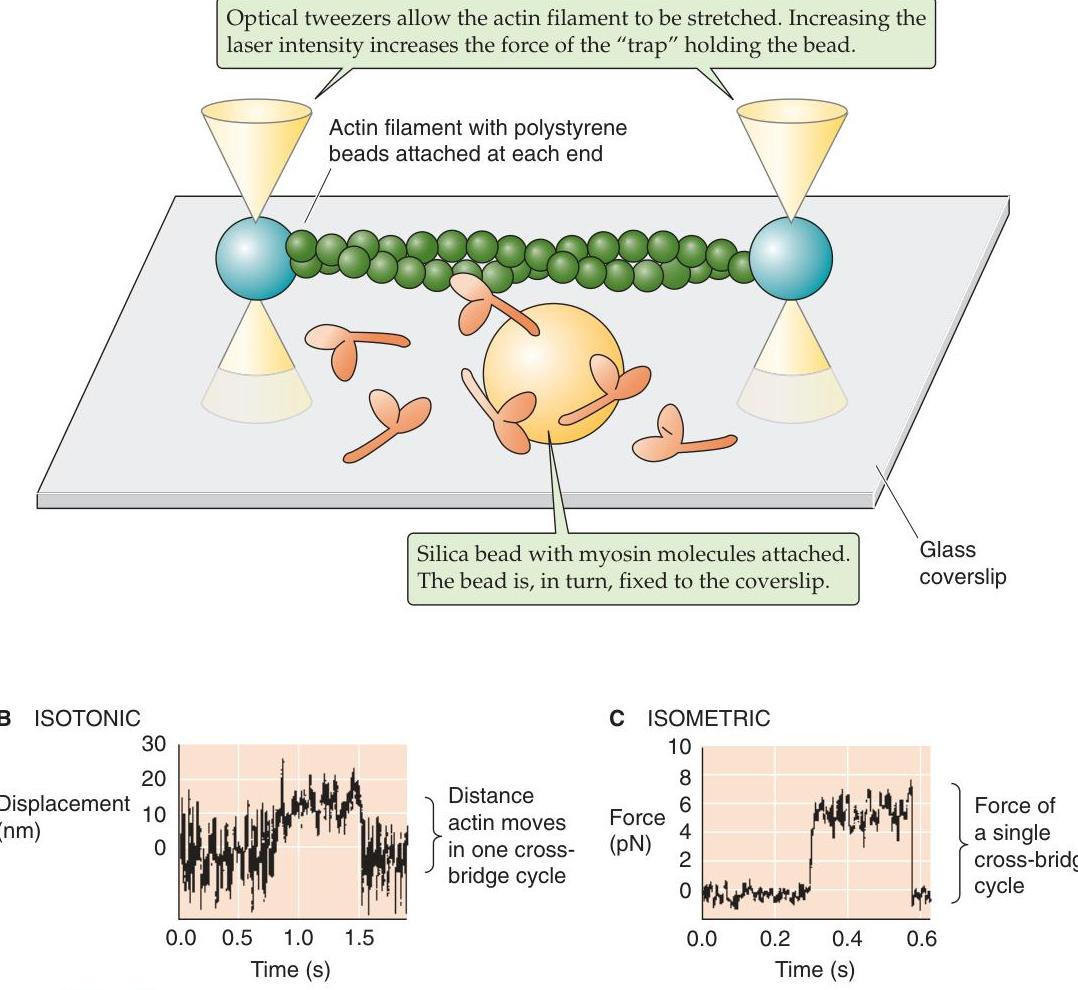 Optical tweezers allow the actin filament to be stretched. Increasing the
laser intensity increases the force of the “trap” holding the bead.
Actin filament with polystyrene
beads attached at each end
Silica bead with myosin molecules attached.
The bead is, in turn, fixed to the coverslip.
Glass
coverslip
B ISOTONIC
30
20
10
0
Displacement
(nm)
0.0 0.5 1.0 1.5
Time (s)
Distance
actin moves
in one cross-
bridge cycle
C ISOMETRIC
10
8
6
4
2
0
Force
(pN)
0.0 0.2 0.4 0.6
Time (s)
Force of
a single
cross-bridg
cycle